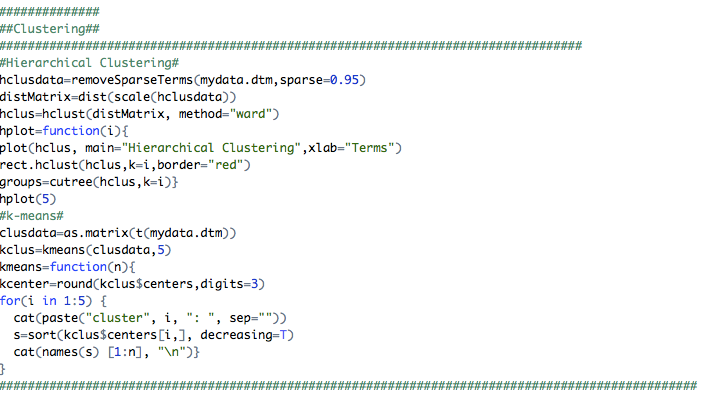 ##############
##Clustering##
#################################################################################
#Hierarchical Clustering#
hclusdata=removeSparseTerms(mydata.dtm,sparse=0.95)
distMatrix=dist(scale(hclusdata))
hclus=hclust(distMatrix, method="ward")
hplot=function(i){
plot(hclus, main="Hierarchical Clustering",xlab="Terms")
rect.hclust(hclus,k=i,border="red")
groups=cutree(hclus,k=i)}
hplot(5)
#k-means#
clusdata=as.matrix(t(mydata.dtm))
kclus=kmeans(clusdata,5)
kmeans=function(n){
kcenter=round(kclus$centers,digits=3)
for(i in 1:5) {
  cat(paste("cluster", i, ": ", sep=""))
  s=sort(kclus$centers[i,], decreasing=T)
  cat(names(s) [1:n], "\n")}
}
#################################################################################################